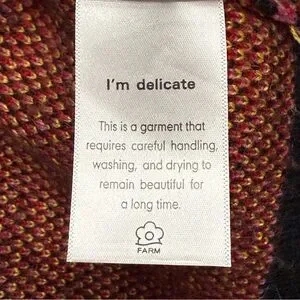 I'm delicate
This is a garment that
requires careful handling,
washing, and drying to
remain beautiful for
a long time.
FARM